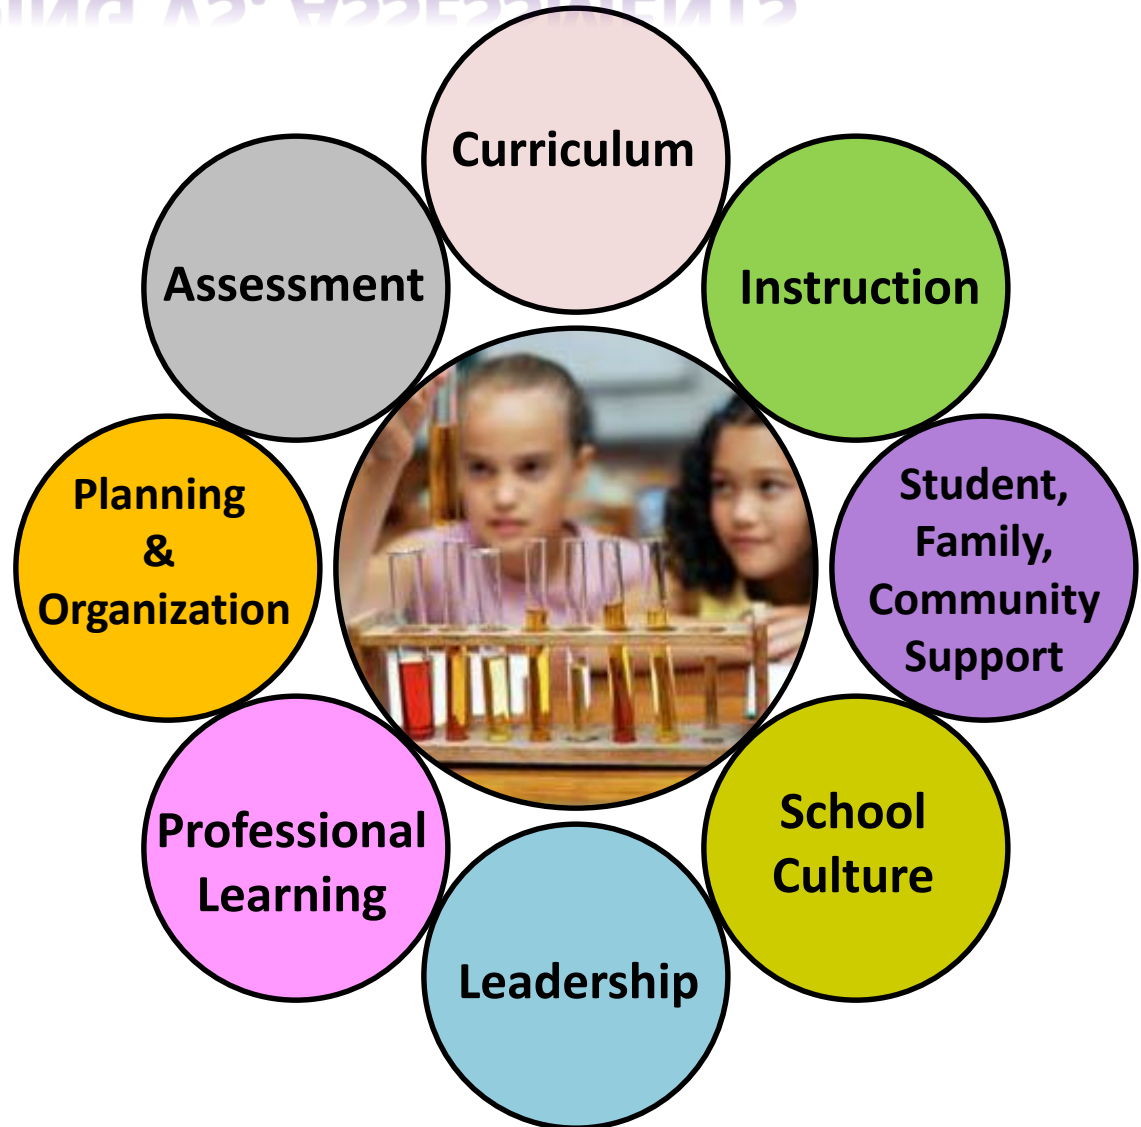 Curriculum
Instruction
Student,
Family,
Community
Support
School
Culture
Leadership
Professional
Learning
Planning
&
Organization
Assessment